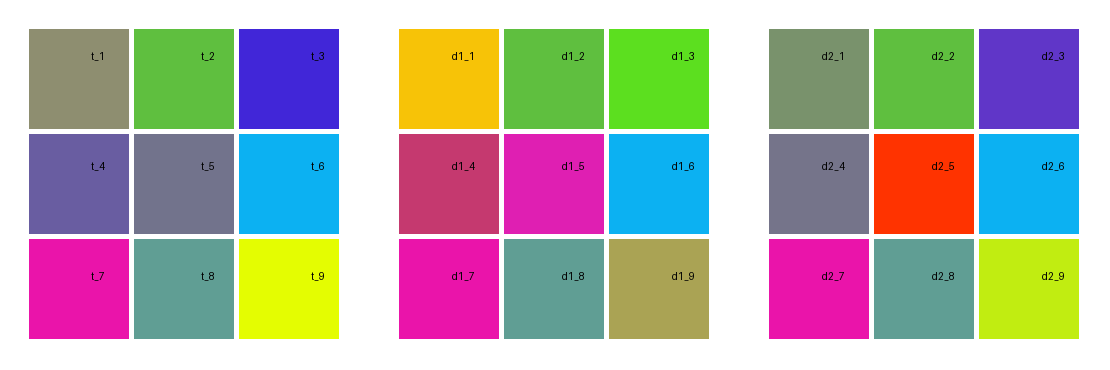 t_1 t_2 t_3 d1_1 d1_2 d1_3 d2_1 d2_2 d2_3
t_4 t_5 t_6 d1_4 d1_5 d1_6 d2_4 d2_5 d2_6
t_7 t_8 t_9 d1_7 d1_8 d1_9 d2_7 d2_8 d2_9